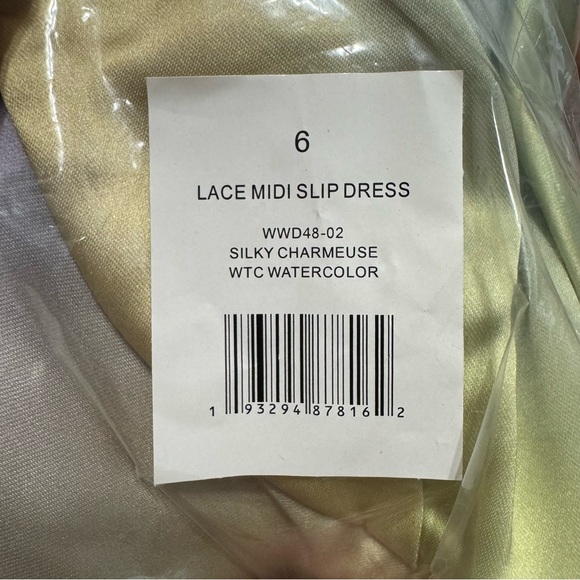 6
LACE MIDI SLIP DRESS
WWD48-02
SILKY CHARMEUSE
WTC WATERCOLOR
1 93294 87816 2